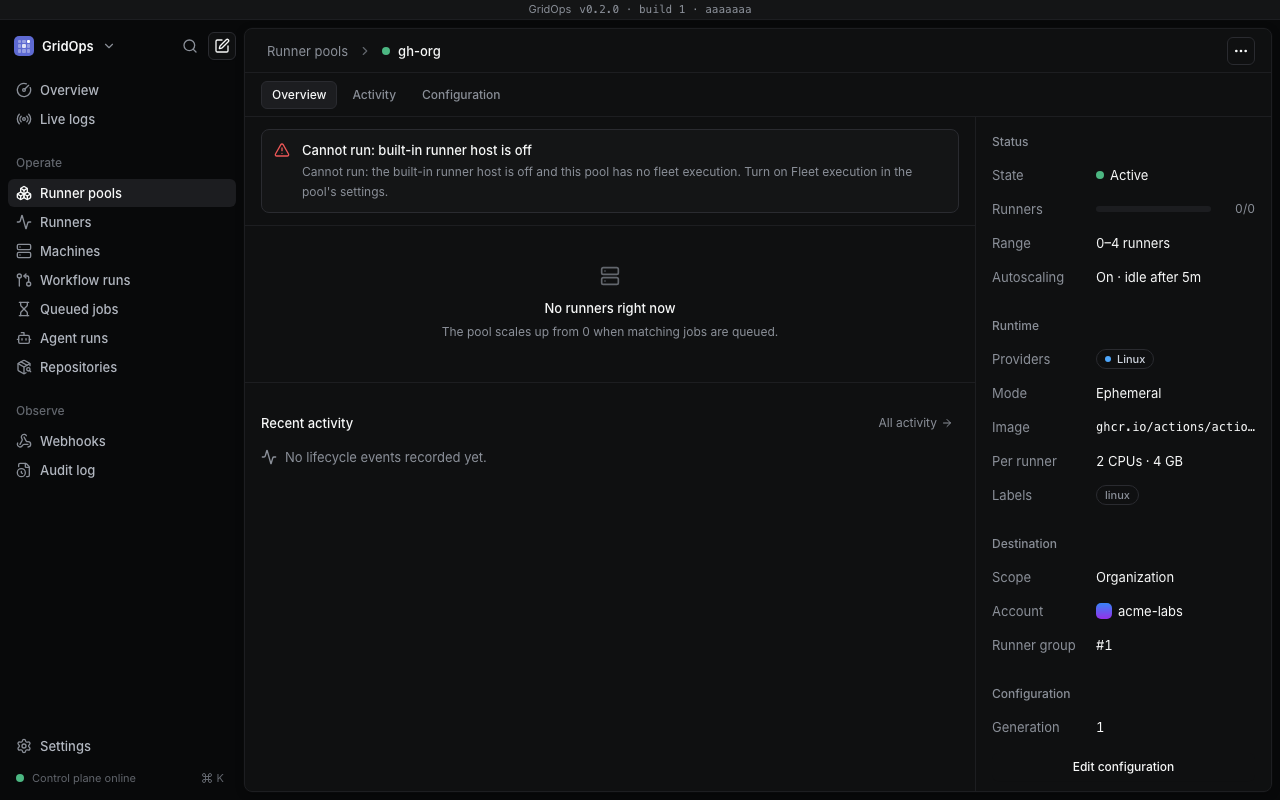 GridOps v0.2.0 · build 1 · aaaaaaa
GridOps
Overview
Live logs
Operate
Runner pools
Runners
Machines
Workflow runs
Queued jobs
Agent runs
Repositories
Observe
Webhooks
Audit log
Settings
Control plane online
⌘ K
Runner pools
gh-org
Overview
Activity
Configuration
Cannot run: built-in runner host is off
Cannot run: the built-in runner host is off and this pool has no fleet execution. Turn on Fleet execution in the
pool's settings.
No runners right now
The pool scales up from 0 when matching jobs are queued.
Recent activity
All activity →
No lifecycle events recorded yet.
Status
State Active
Runners 0/0
Range 0–4 runners
Autoscaling On · idle after 5m
Runtime
Providers Linux
Mode Ephemeral
Image ghcr.io/actions/actio…
Per runner 2 CPUs · 4 GB
Labels linux
Destination
Scope Organization
Account acme-labs
Runner group #1
Configuration
Generation 1
Edit configuration